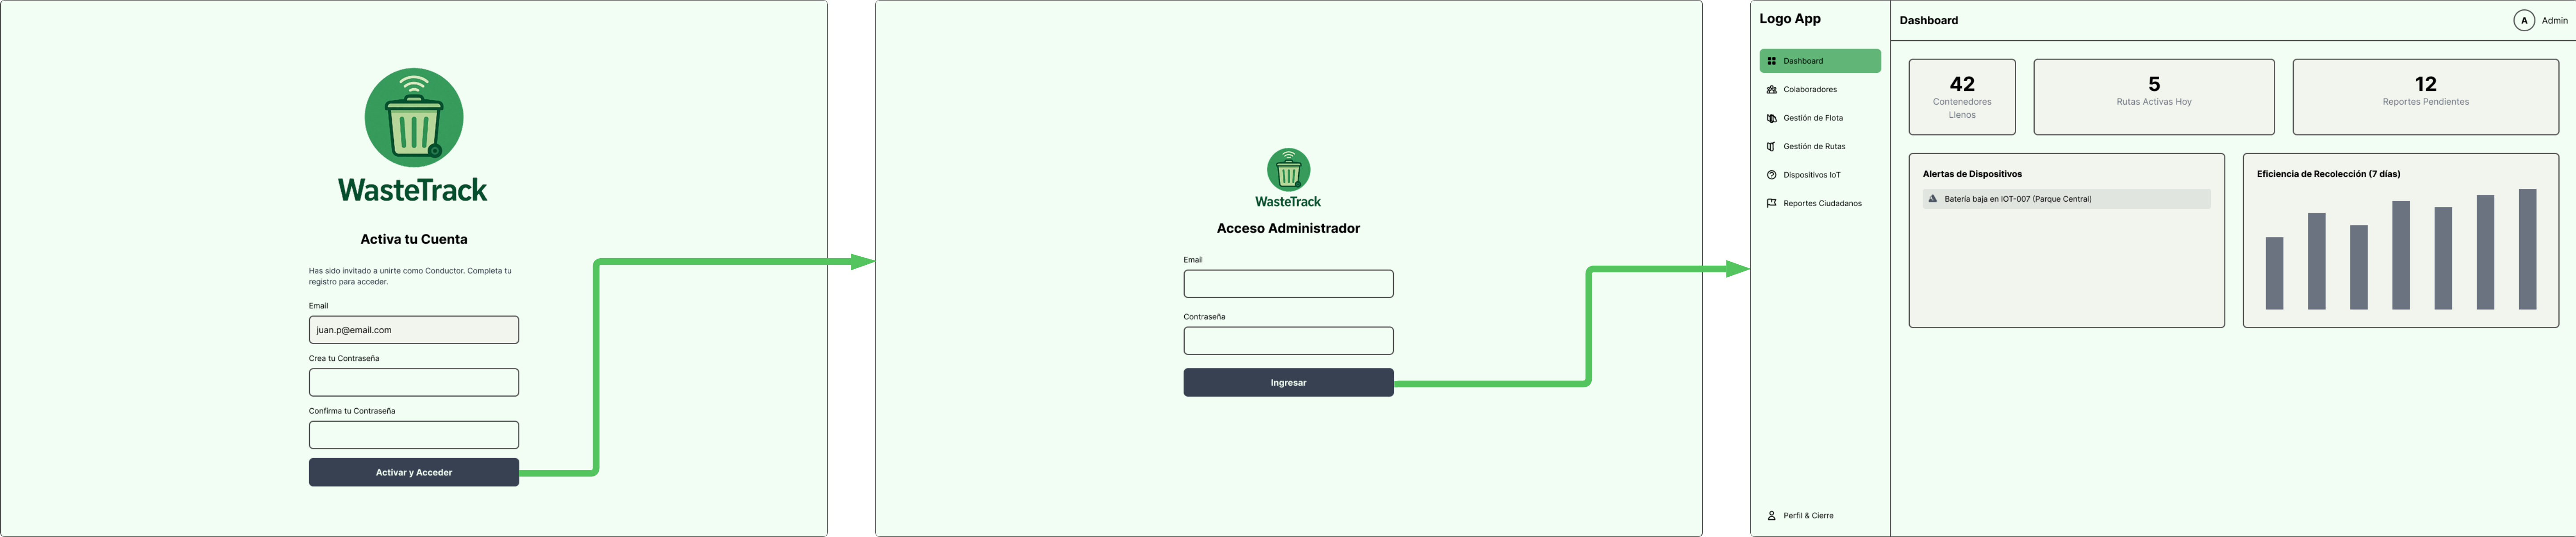 WasteTrack
Activa tu Cuenta
Has sido invitado a unirte como Conductor. Completa tu
registro para acceder.
Email
juan.p@email.com
Crea tu Contraseña
Confirma tu Contraseña
Activar y Acceder
WasteTrack
Acceso Administrador
Email
Contraseña
Ingresar
Logo App
Dashboard
Colaboradores
Gestión de Flota
Gestión de Rutas
Dispositivos IoT
Reportes Ciudadanos
Perfil & Cierre
Dashboard
A Admin
42
Contenedores
Llenos
5
Rutas Activas Hoy
12
Reportes Pendientes
Alertas de Dispositivos
Batería baja en IOT-007 (Parque Central)
Eficiencia de Recolección (7 días)